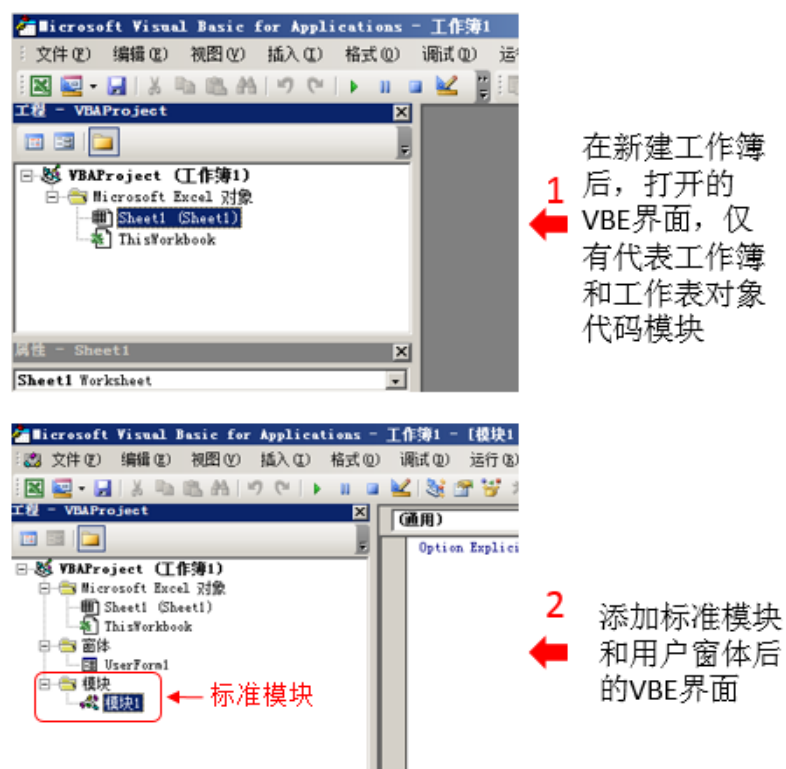 Microsoft Visual Basic for Applications - 工作簿1
文件(F) 编辑(E) 视图(V) 插入(I) 格式(O) 调试(D) 运
工程 - VBAProject
VBAProject (工作簿1)
Microsoft Excel 对象
Sheet1 (Sheet1)
ThisWorkbook
属性 - Sheet1
Sheet1 Worksheet
1
在新建工作簿
后，打开的
VBE界面，仅
有代表工作簿
和工作表对象
代码模块
Microsoft Visual Basic for Applications - 工作簿1 - [模块1
文件(F) 编辑(E) 视图(V) 插入(I) 格式(O) 调试(D) 运行(R)
工程 - VBAProject
(通用)
Option Explici
VBAProject (工作簿1)
Microsoft Excel 对象
Sheet1 (Sheet1)
ThisWorkbook
窗体
UserForm1
模块
模块1
标准模块
2
添加标准模块
和用户窗体后
的VBE界面